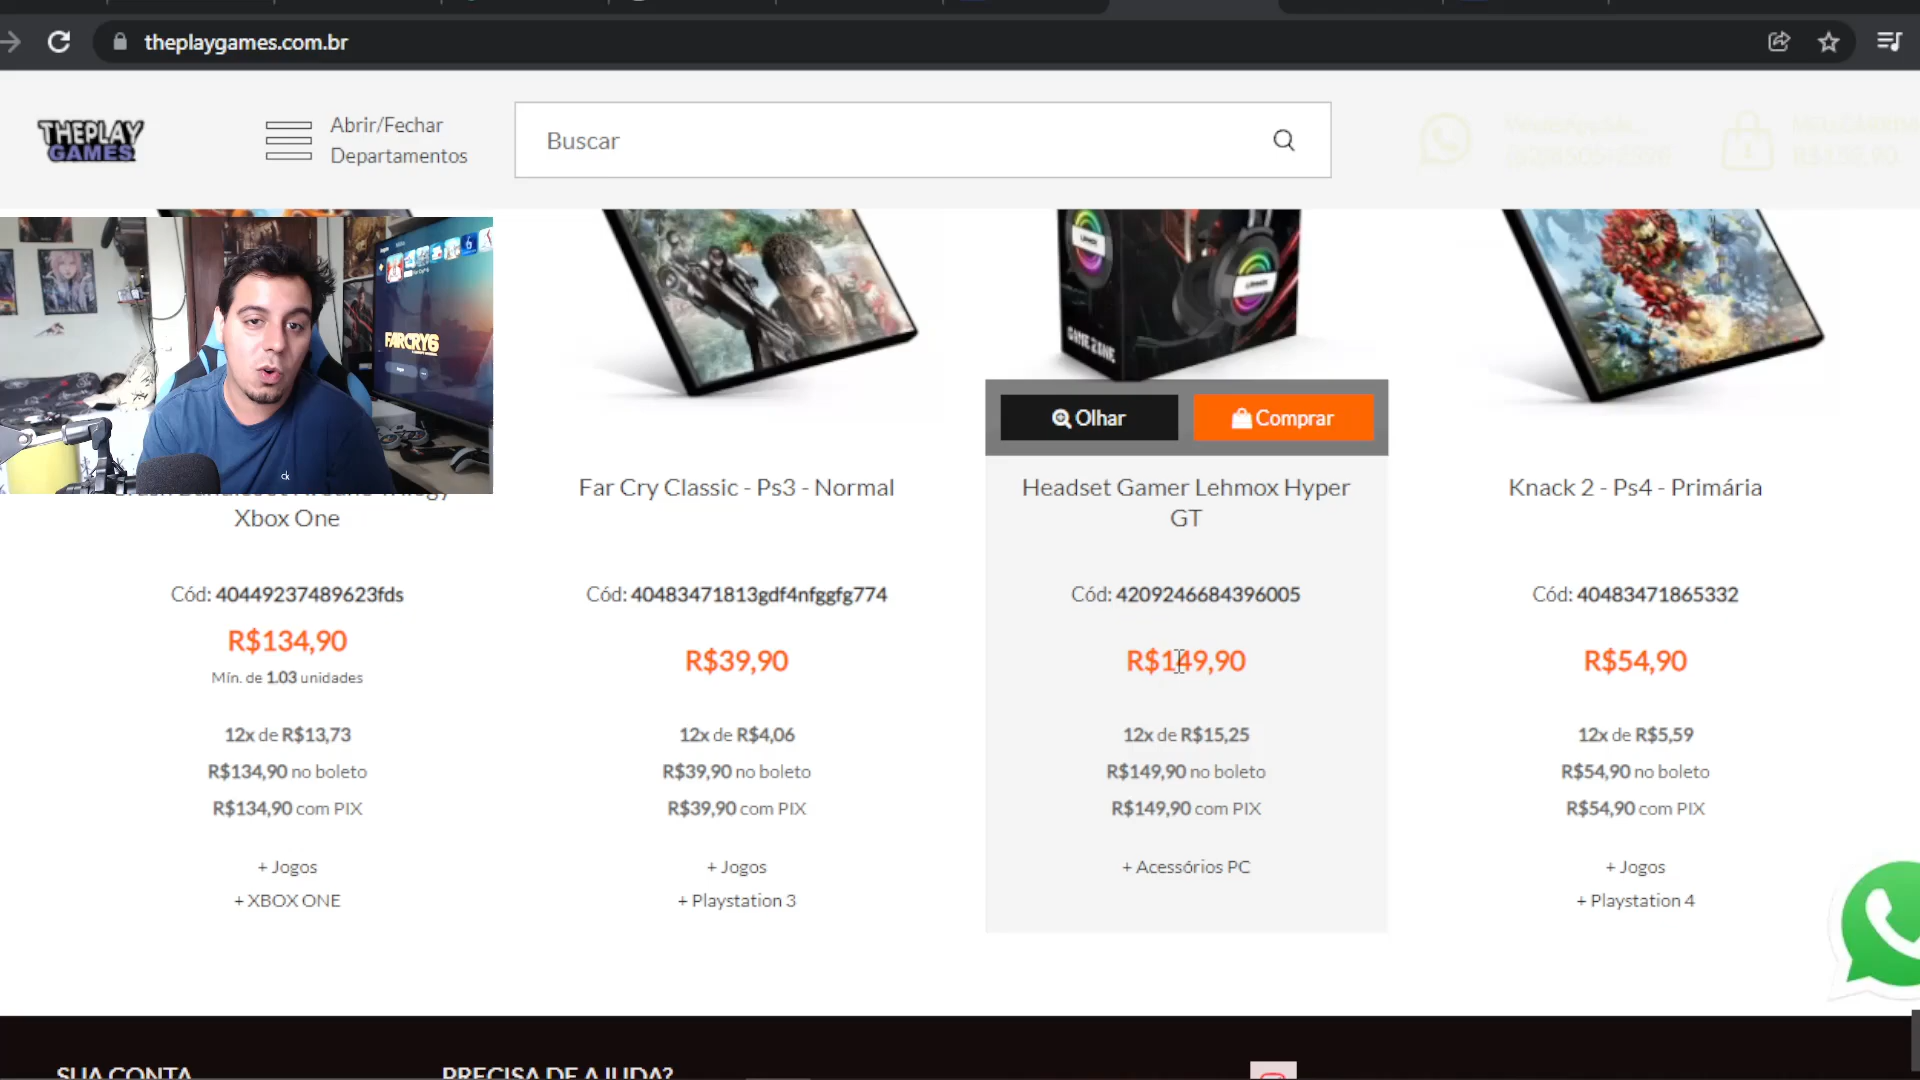 theplaygames.com.br
THEPLAY
GAMES
Abrir/Fechar
Departamentos
Buscar
FARCRY6
GAME ZONE
Olhar
Comprar
Xbox One
Far Cry Classic - Ps3 - Normal
Headset Gamer Lehmox Hyper
GT
Knack 2 - Ps4 - Primária
Cód: 40449237489623fds
Cód: 40483471813gdf4nfggfg774
Cód: 4209246684396005
Cód: 40483471865332
R$134,90
Mín. de 1.03 unidades
R$39,90
R$149,90
R$54,90
12x de R$13,73
12x de R$4,06
12x de R$15,25
12x de R$5,59
R$134,90 no boleto
R$39,90 no boleto
R$149,90 no boleto
R$54,90 no boleto
R$134,90 com PIX
R$39,90 com PIX
R$149,90 com PIX
R$54,90 com PIX
+ Jogos
+ Jogos
+ Acessórios PC
+ Jogos
+ XBOX ONE
+ Playstation 3
+ Playstation 4
SUA CONTA
PRECISA DE AJUDA?
ck